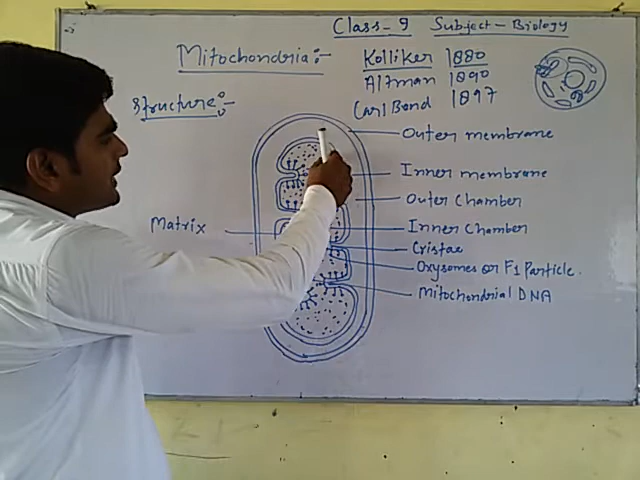 Class-9 Subject-Biology
Mitochondria:-
Kolliker 1880
Altman 1890
Carl Bond 1897
Structure:-
Outer membrane
Inner membrane
Outer Chamber
Matrix
Inner Chamber
Cristae
Oxysomes or F1 Particle.
Mitochondrial DNA